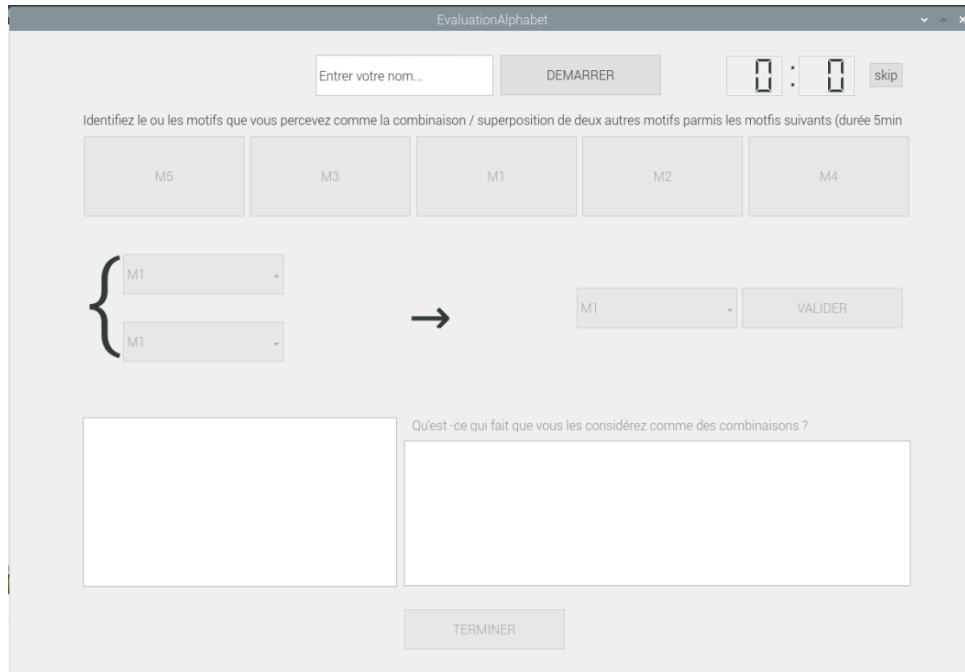 EvaluationAlphabet
Entrer votre nom... DEMARRER 0 : 0 skip
Identifiez le ou les motifs que vous percevez comme la combinaison / superposition de deux autres motifs parmis les motfis suivants (durée 5min
M5 M3 M1 M2 M4
M1
M1 VALIDER
M1
Qu'est -ce qui fait que vous les considérez comme des combinaisons ?
TERMINER